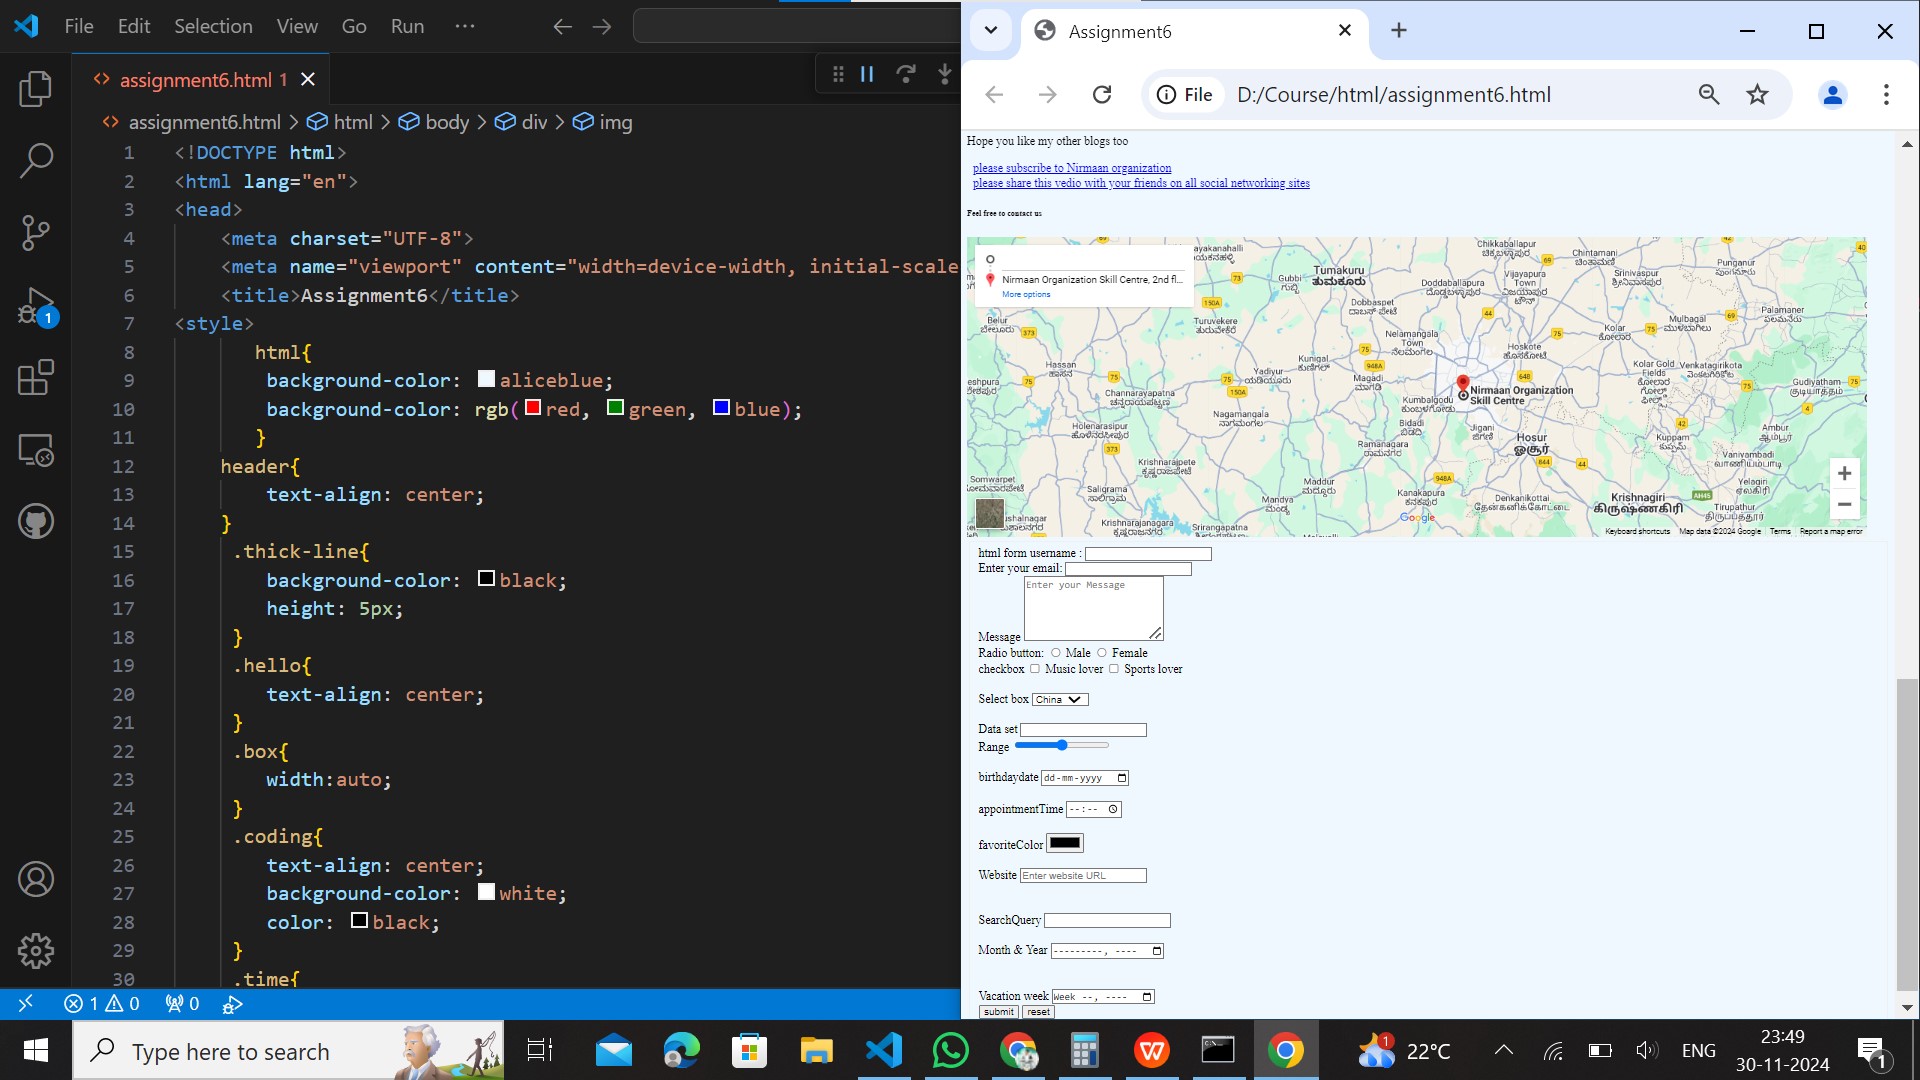 File Edit Selection View Go Run ···
assignment6.html 1
assignment6.html > html > body > div > img
1 <!DOCTYPE html>
2 <html lang="en">
3 <head>
4 <meta charset="UTF-8">
5 <meta name="viewport" content="width=device-width, initial-scale
6 <title>Assignment6</title>
7 <style>
8 html{
9 background-color: aliceblue;
10 background-color: rgb(red, green, blue);
11 }
12 header{
13 text-align: center;
14 }
15 .thick-line{
16 background-color: black;
17 height: 5px;
18 }
19 .hello{
20 text-align: center;
21 }
22 .box{
23 width:auto;
24 }
25 .coding{
26 text-align: center;
27 background-color: white;
28 color: black;
29 }
30 .time{
1
1 0 0
Assignment6
File D:/Course/html/assignment6.html
Hope you like my other blogs too
please subscribe to Nirmaan organization
please share this vedio with your friends on all social networking sites
Feel free to contact us
Nirmaan Organization Skill Centre, 2nd fl...
More options
Tumakuru
ತುಮಕೂರು
Gubbi
ಗುಬ್ಬಿ
Chikkaballapur
Chintamani
Srinivaspur
Punganur
Vijayapura
Town
Doddaballapura
Dobbaspet
Turuvekere
Belur
Nelamangala
Town
Mulbagal
Palamaner
Kolar
Hoskote
Hassan
Kunigal
Yadiyur
Magadi
Kolar Gold
Fields
Venkatagirikota
Gudiyatham
Channarayapatna
Nirmaan Organization
Skill Centre
Kumbalgodu
Nagamangala
Bidadi
Jigani
Hosur
Holenarasipur
Ramanagara
Kuppam
Ambur
Vanivambadi
Krishnarajpete
Somwarpet
Saligrama
Maddur
Mandya
Kanakapura
Denkanikottai
Krishnagiri
Yelagiri
Tirupathur
Krishnarajanagara
Srirangapatna
Google
Keyboard shortcuts Map data ©2024 Google Terms Report a map error
html form username :
Enter your email:
Enter your Message
Message
Radio button: Male Female
checkbox Music lover Sports lover
Select box China
Data set
Range
birthdaydate dd-mm-yyyy
appointmentTime --:--
favoriteColor
Website Enter website URL
SearchQuery
Month & Year ---------, ----
Vacation week Week --, ----
submit reset
Type here to search
1 22°C ENG 23:49
30-11-2024
1